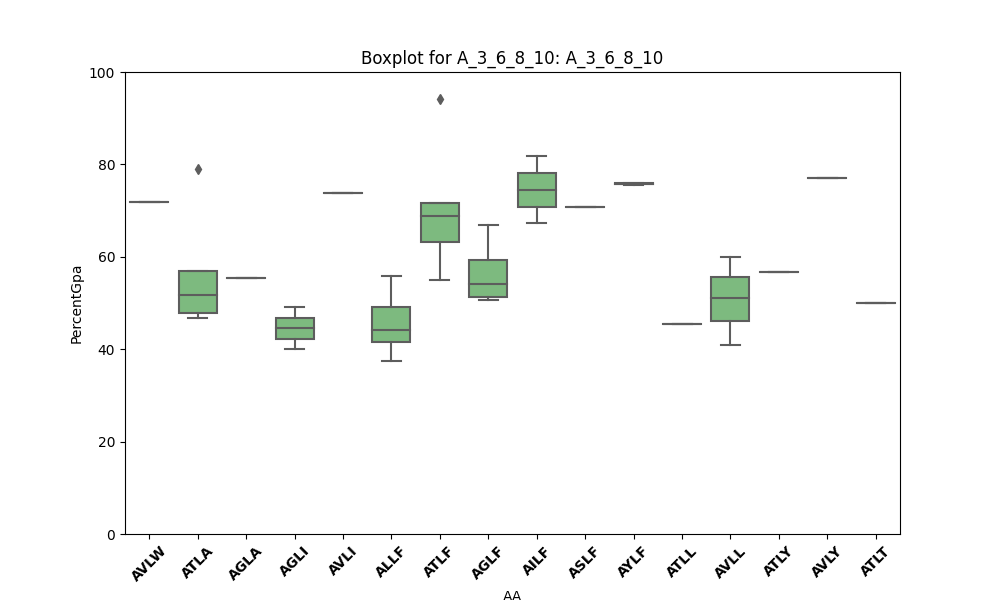 Boxplot for A_3_6_8_10: A_3_6_8_10
100
80
60
40
20
0
PercentGpa
AVLW ATLA AGLA AGLI AVLI ALLF ATLF AGLF AILF ASLF AYLF ATLL AVLL ATLY AVLY ATLT
AA